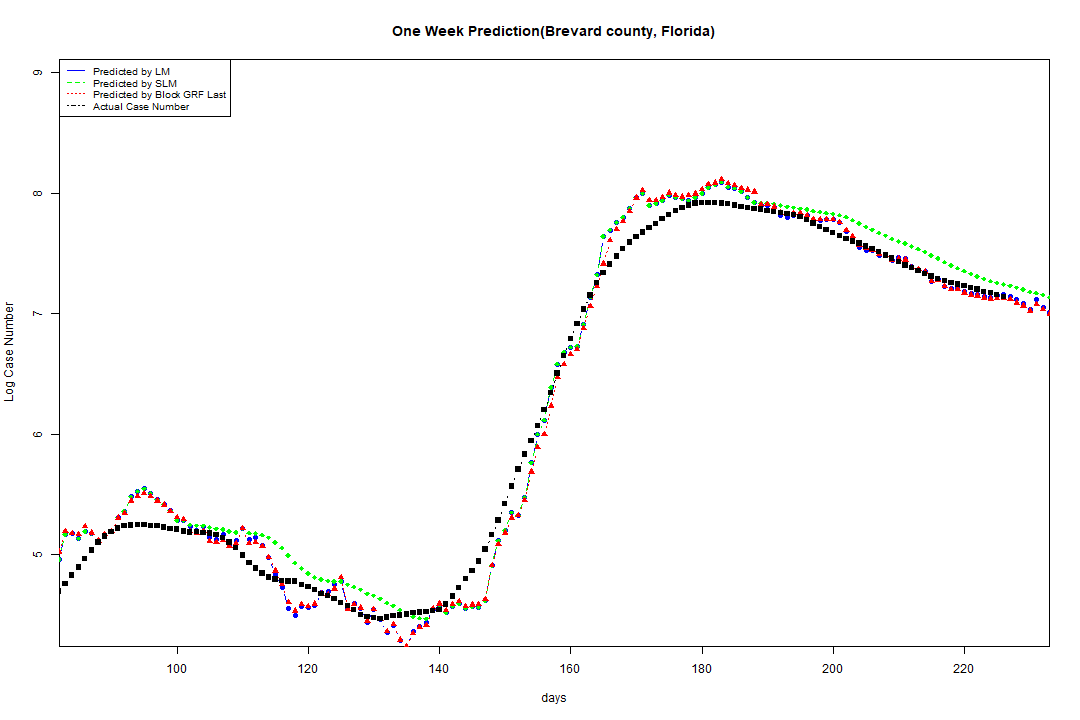 One Week Prediction(Brevard county, Florida)
Predicted by LM
Predicted by SLM
Predicted by Block GRF Last
Actual Case Number
9
8
7
6
5
Log Case Number
100 120 140 160 180 200 220
days